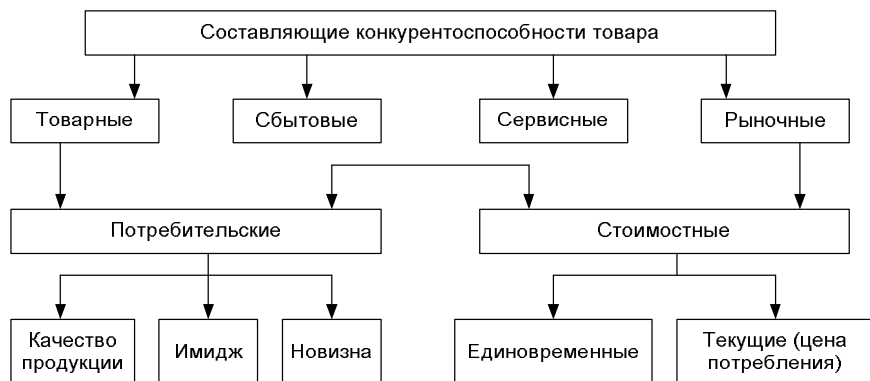 Составляющие конкурентоспособности товара
Товарные
Сбытовые
Сервисные
Рыночные
Потребительские
Стоимостные
Качество
продукции
Имидж
Новизна
Единовременные
Текущие (цена
потребления)